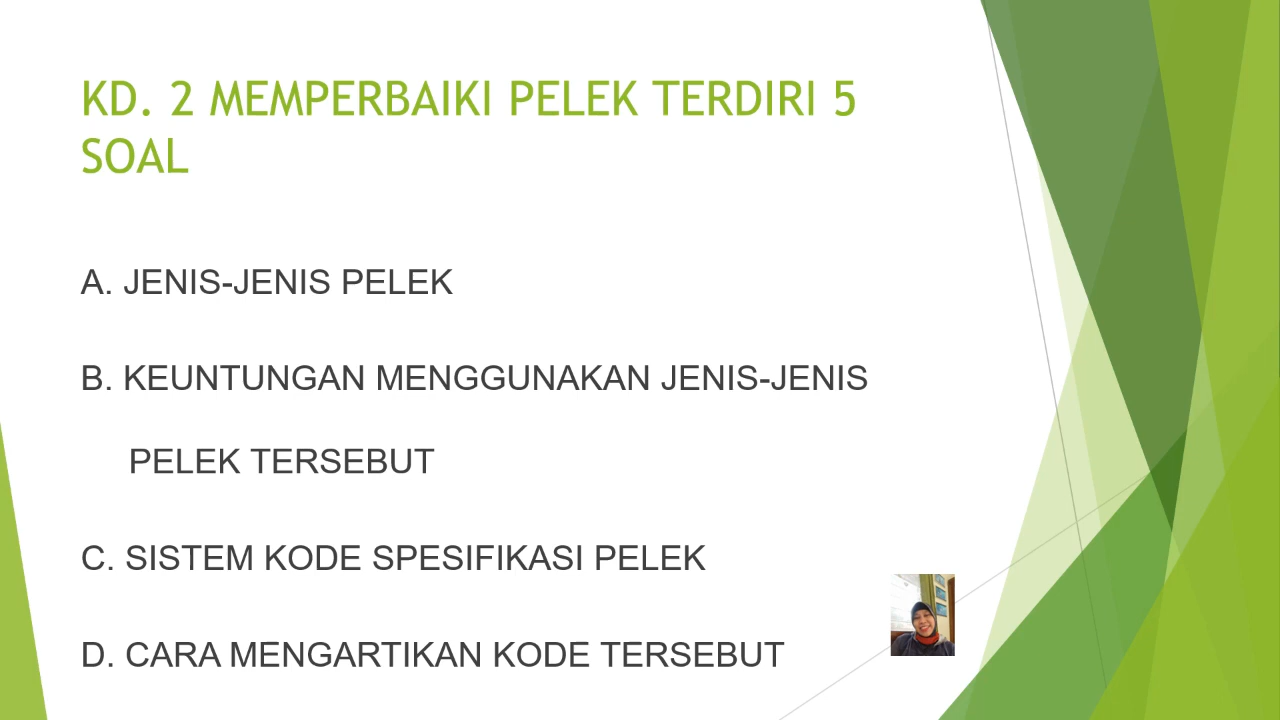 KD. 2 MEMPERBAIKI PELEK TERDIRI 5
SOAL
A. JENIS-JENIS PELEK
B. KEUNTUNGAN MENGGUNAKAN JENIS-JENIS
PELEK TERSEBUT
C. SISTEM KODE SPESIFIKASI PELEK
D. CARA MENGARTIKAN KODE TERSEBUT